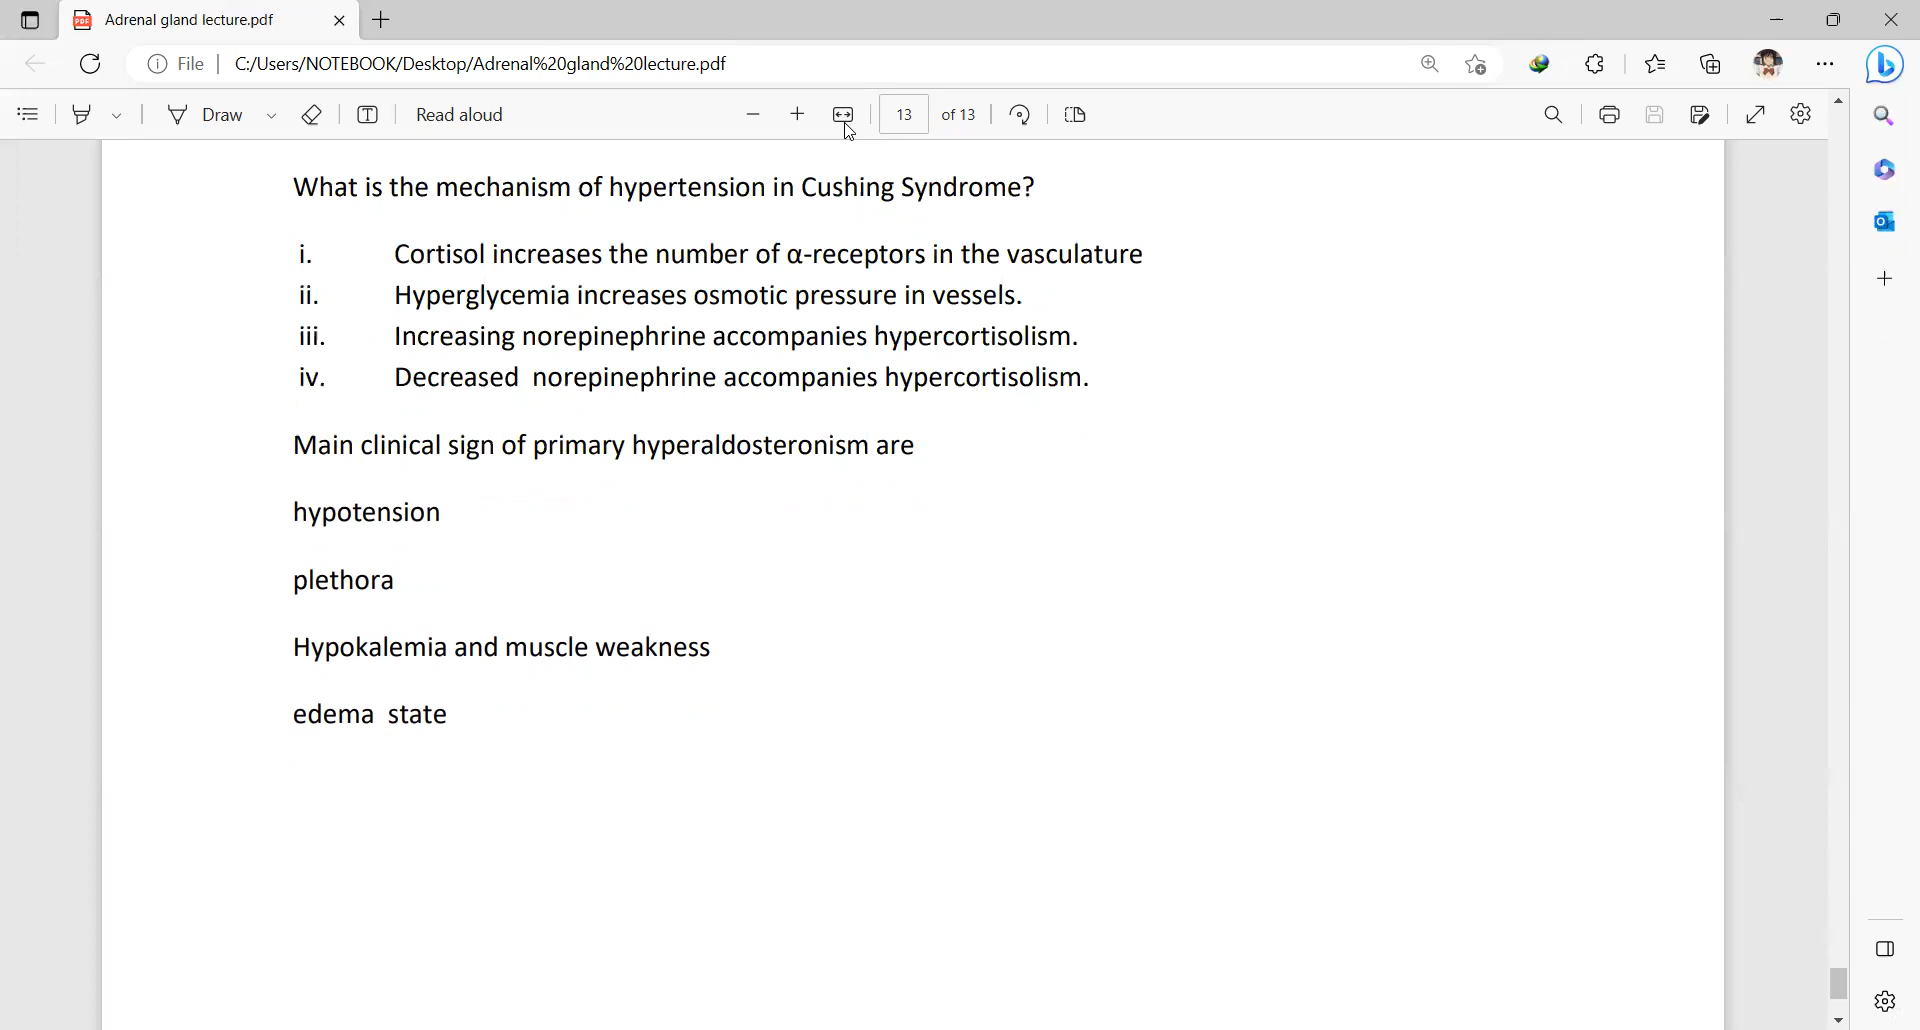 Adrenal gland lecture.pdf
File
C:/Users/NOTEBOOK/Desktop/Adrenal%20gland%20lecture.pdf
Draw
Read aloud
13 of 13
What is the mechanism of hypertension in Cushing Syndrome?
i. Cortisol increases the number of α-receptors in the vasculature
ii. Hyperglycemia increases osmotic pressure in vessels.
iii. Increasing norepinephrine accompanies hypercortisolism.
iv. Decreased  norepinephrine accompanies hypercortisolism.
Main clinical sign of primary hyperaldosteronism are
hypotension
plethora
Hypokalemia and muscle weakness
edema  state